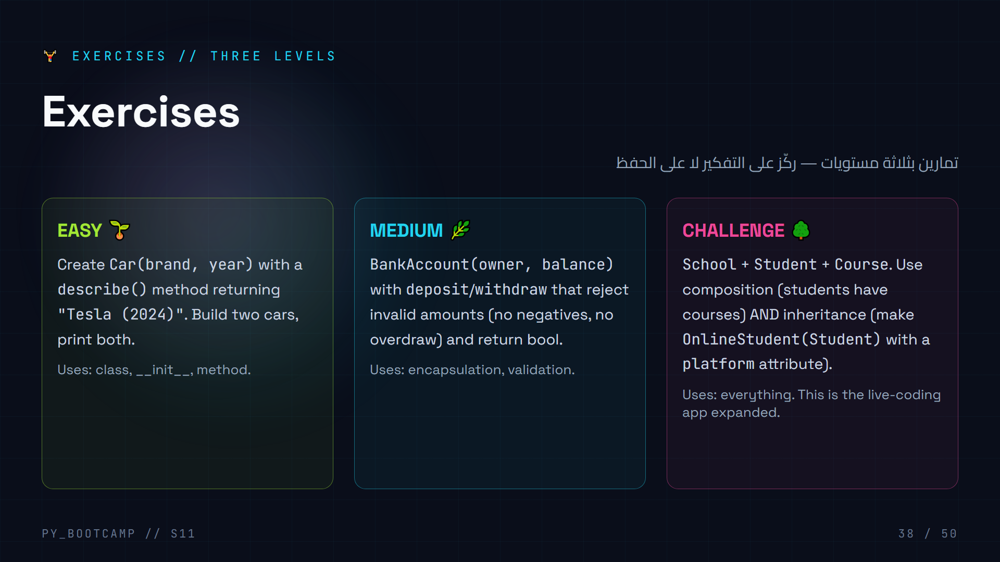 EXERCISES // THREE LEVELS
Exercises
تمارين بثلاثة مستويات — ركّز على التفكير لا على الحفظ
EASY
Create Car(brand, year) with a
describe() method returning
"Tesla (2024)". Build two cars,
print both.
Uses: class, __init__, method.
MEDIUM
BankAccount(owner, balance)
with deposit/withdraw that reject
invalid amounts (no negatives, no
overdraw) and return bool.
Uses: encapsulation, validation.
CHALLENGE
School + Student + Course. Use
composition (students have
courses) AND inheritance (make
OnlineStudent(Student) with a
platform attribute).
Uses: everything. This is the live-coding
app expanded.
PY_BOOTCAMP // S11
38 / 50